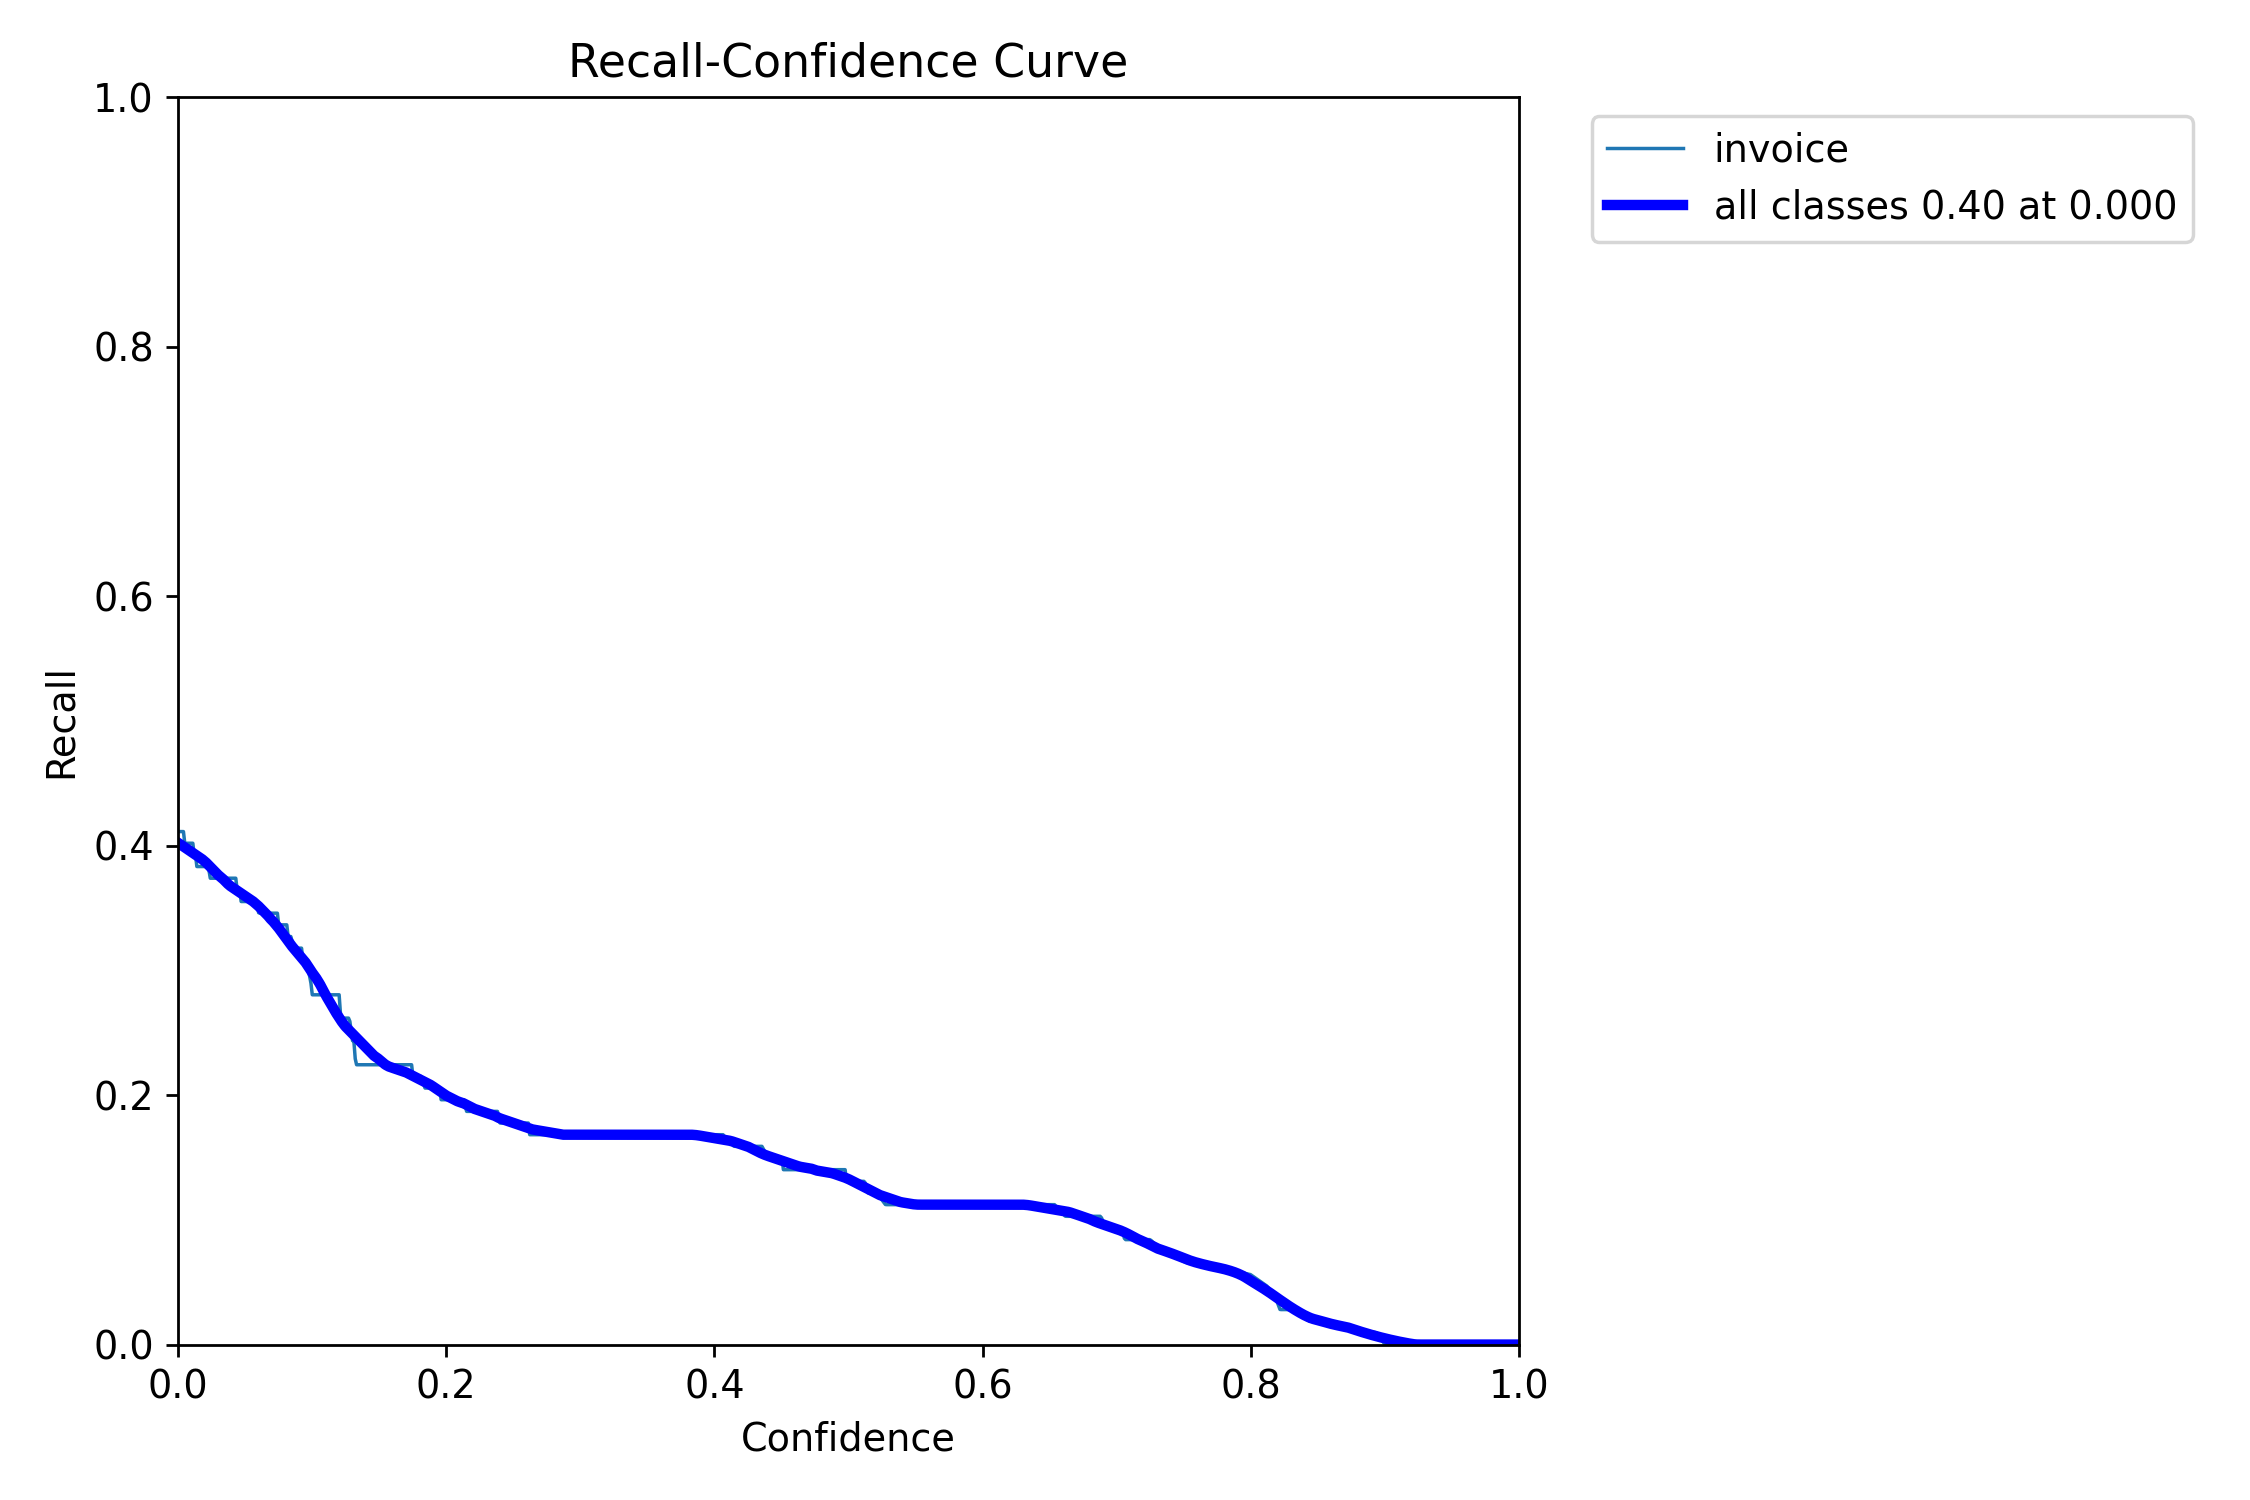 Recall-Confidence Curve
1.0
0.8
0.6
0.4
0.2
0.0
Recall
0.0 0.2 0.4 0.6 0.8 1.0
Confidence
invoice
all classes 0.40 at 0.000